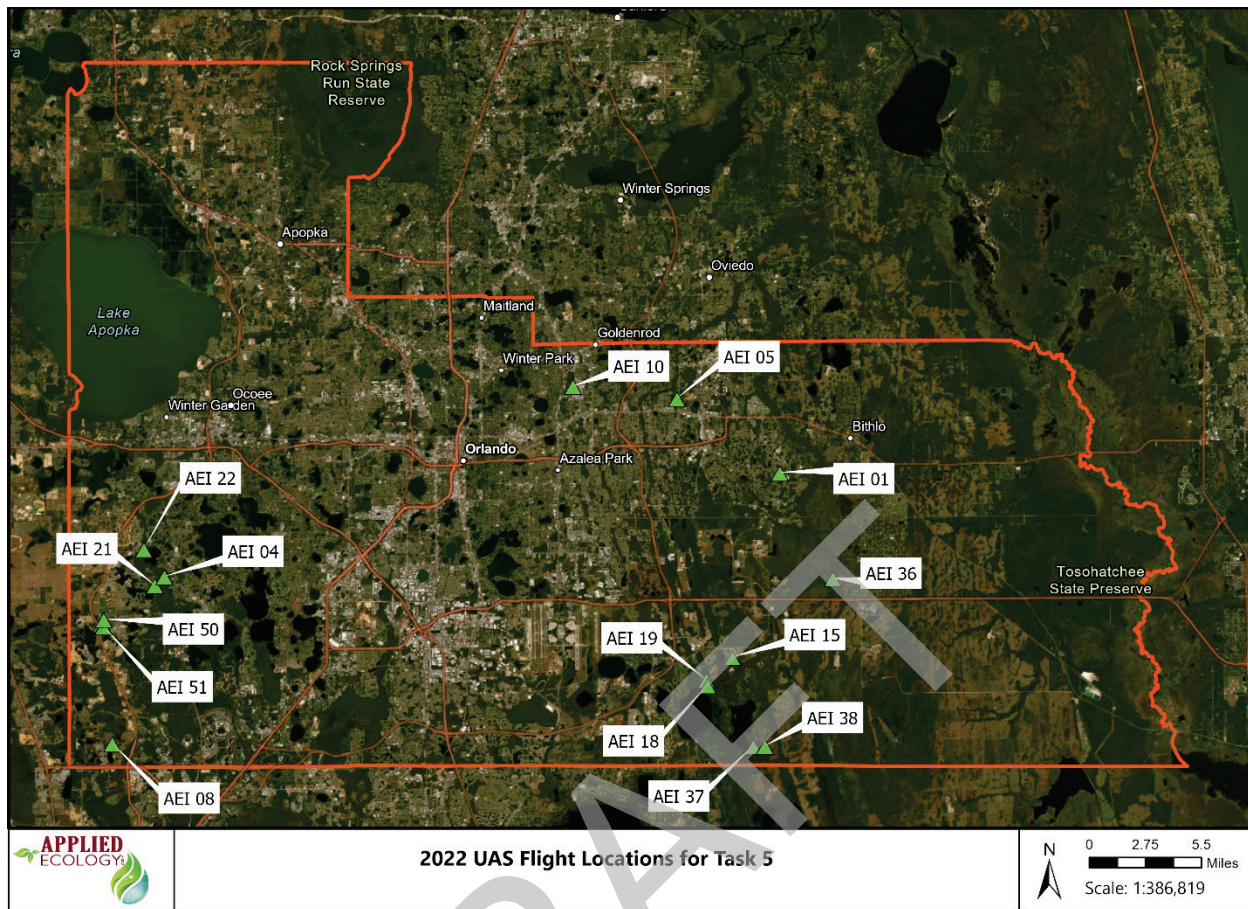 Rock Springs
Run State
Reserve
Winter Springs
Apopka
Oviedo
Lake
Apopka
Maitland
Goldenrod
Winter Park
AEI 10
AEI 05
Ocoee
Winter Garden
Bithlo
Orlando
Azalea Park
AEI 22
AEI 01
AEI 21
AEI 04
AEI 36
Tosohatchee
State Preserve
AEI 50
AEI 19
AEI 15
AEI 51
AEI 18
AEI 38
AEI 08
AEI 37
APPLIED
ECOLOGY
2022 UAS Flight Locations for Task 5
N
0 2.75 5.5
Miles
Scale: 1:386,819